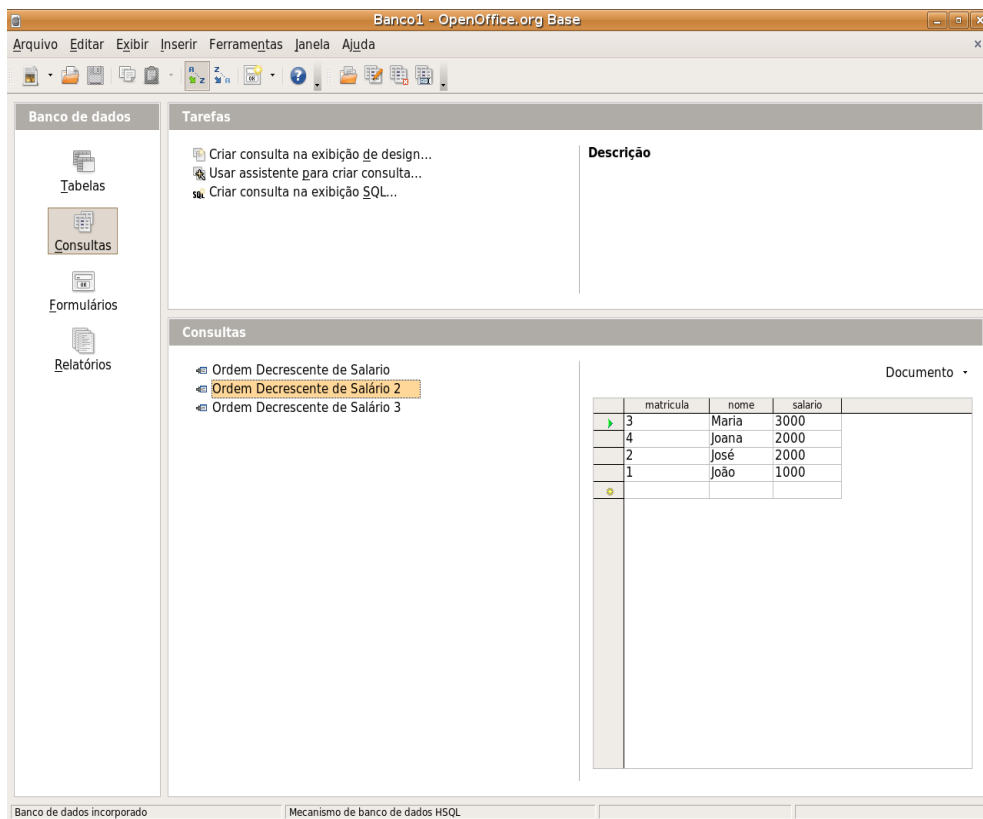 Banco1 - OpenOffice.org Base
Arquivo Editar Exibir Inserir Ferramentas Janela Ajuda
Banco de dados
Tabelas
Consultas
Formulários
Relatórios
Tarefas
Criar consulta na exibição de design...
Usar assistente para criar consulta...
SQL Criar consulta na exibição SQL...
Descrição
Consultas
Ordem Decrescente de Salario
Ordem Decrescente de Salário 2
Ordem Decrescente de Salário 3
Documento
matricula nome salario
3 Maria 3000
4 Joana 2000
2 José 2000
1 João 1000
Banco de dados incorporado Mecanismo de banco de dados HSQL